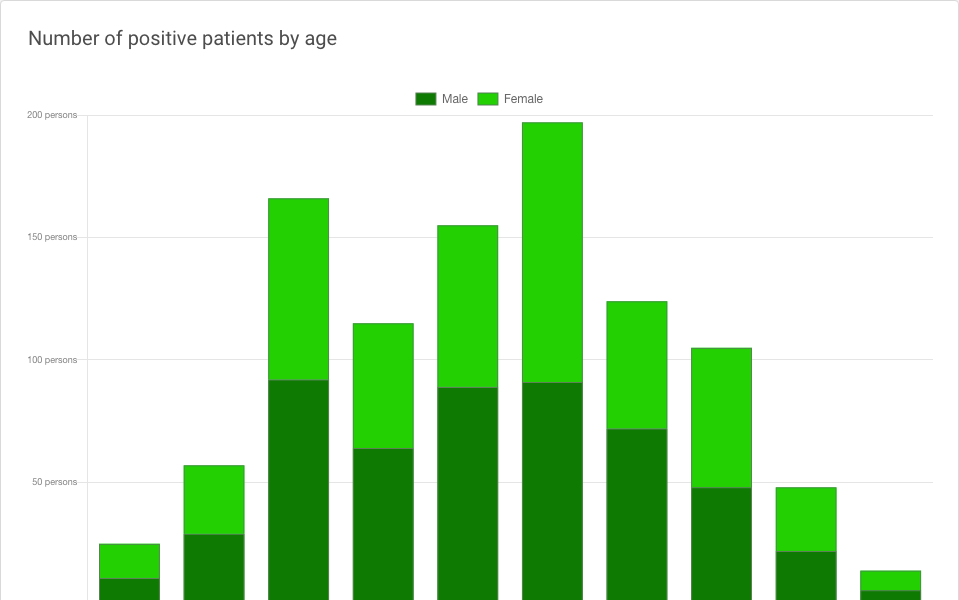 Number of positive patients by age
Male Female
200 persons
150 persons
100 persons
50 persons